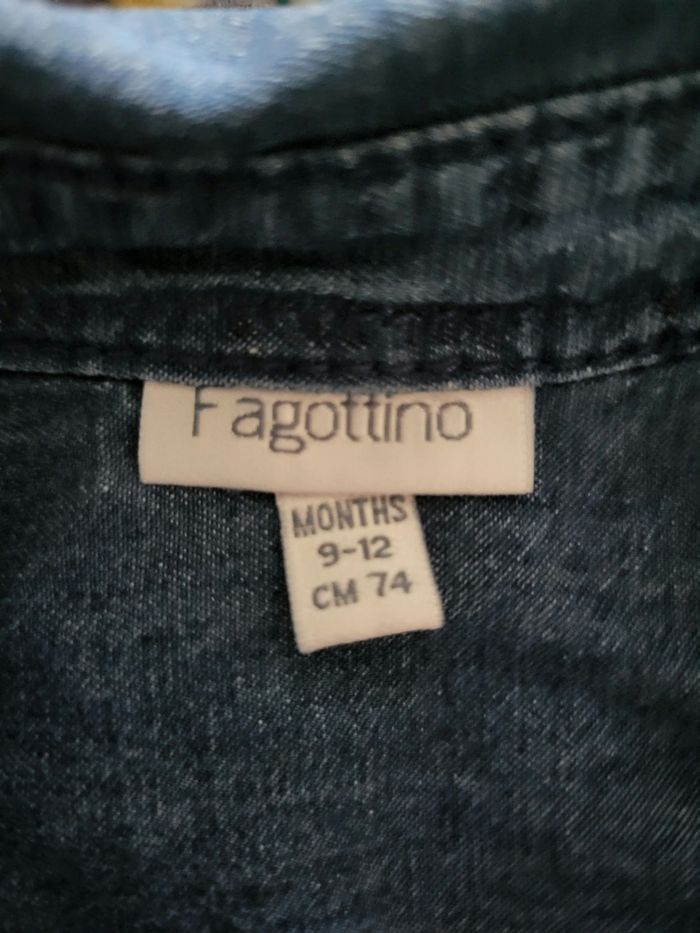 Fagottino
MONTHS
9-12
CM 74